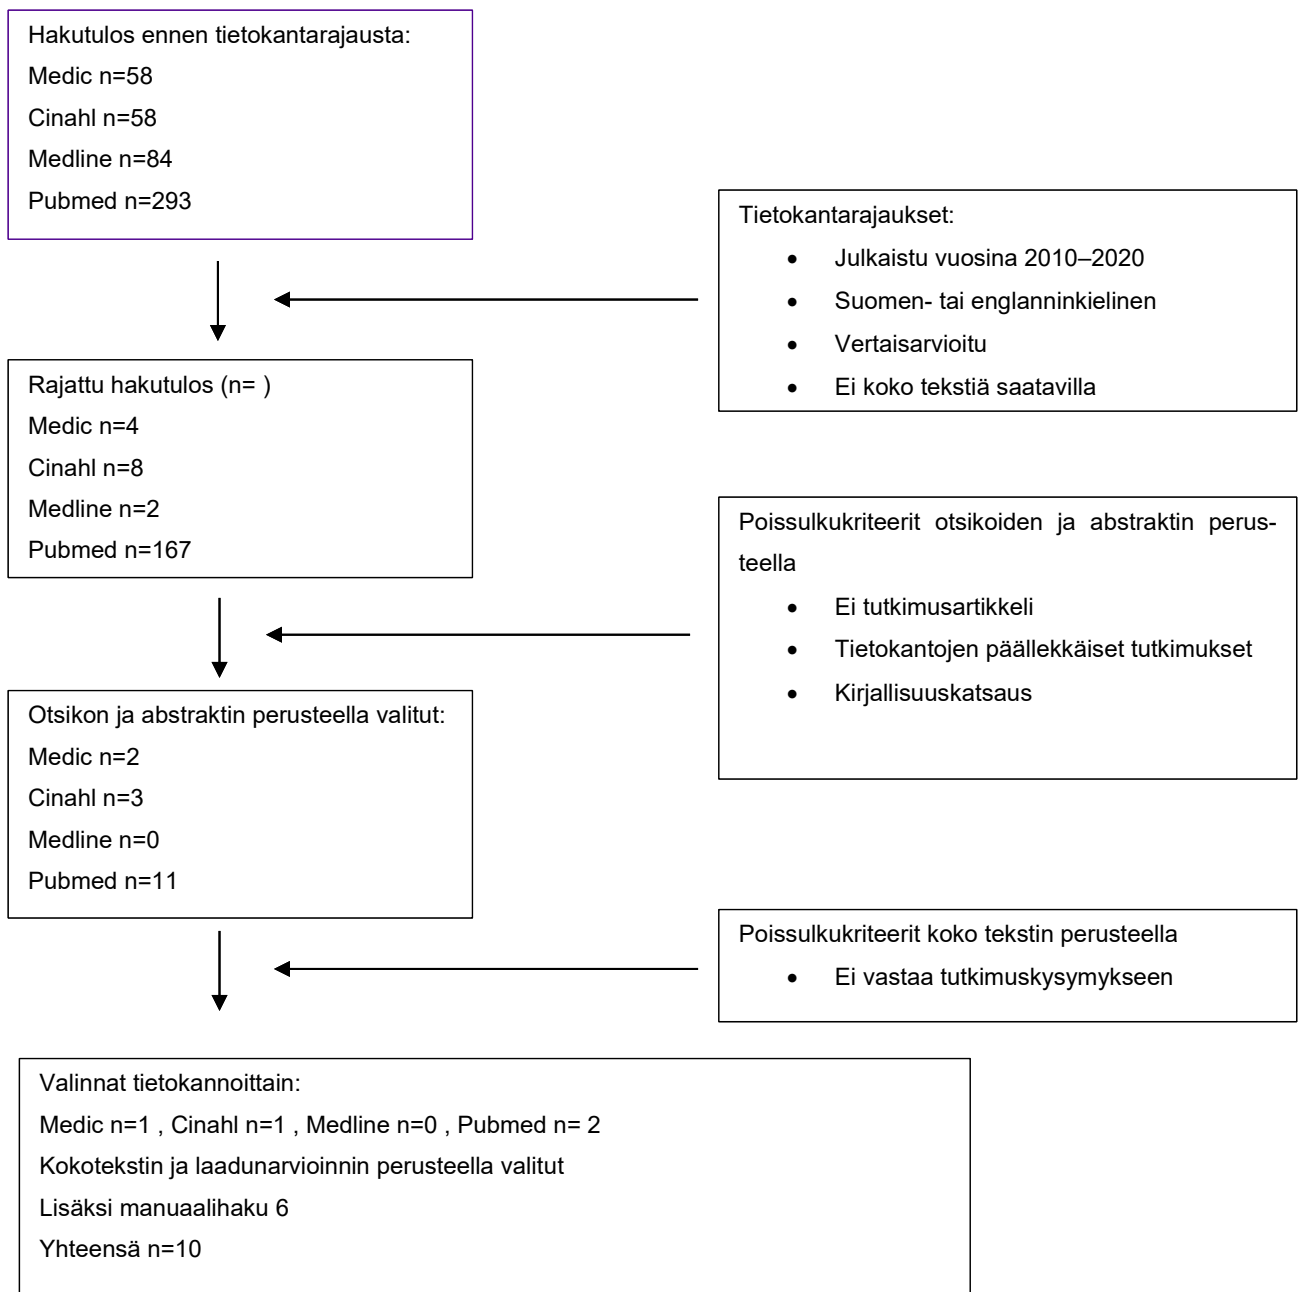 Hakutulos ennen tietokantarajausta:
Medic n=58
Cinahl n=58
Medline n=84
Pubmed n=293
Tietokantarajaukset:
• Julkaistu vuosina 2010–2020
• Suomen- tai englanninkielinen
• Vertaisarvioitu
• Ei koko tekstiä saatavilla
Rajattu hakutulos (n= )
Medic n=4
Cinahl n=8
Medline n=2
Pubmed n=167
Poissulkukriteerit otsikoiden ja abstraktin perus-
teella
• Ei tutkimusartikkeli
• Tietokantojen päällekkäiset tutkimukset
• Kirjallisuuskatsaus
Otsikon ja abstraktin perusteella valitut:
Medic n=2
Cinahl n=3
Medline n=0
Pubmed n=11
Poissulkukriteerit koko tekstin perusteella
• Ei vastaa tutkimuskysymykseen
Valinnat tietokannoittain:
Medic n=1 , Cinahl n=1 , Medline n=0 , Pubmed n= 2
Kokotekstin ja laadunarvioinnin perusteella valitut
Lisäksi manuaalihaku 6
Yhteensä n=10